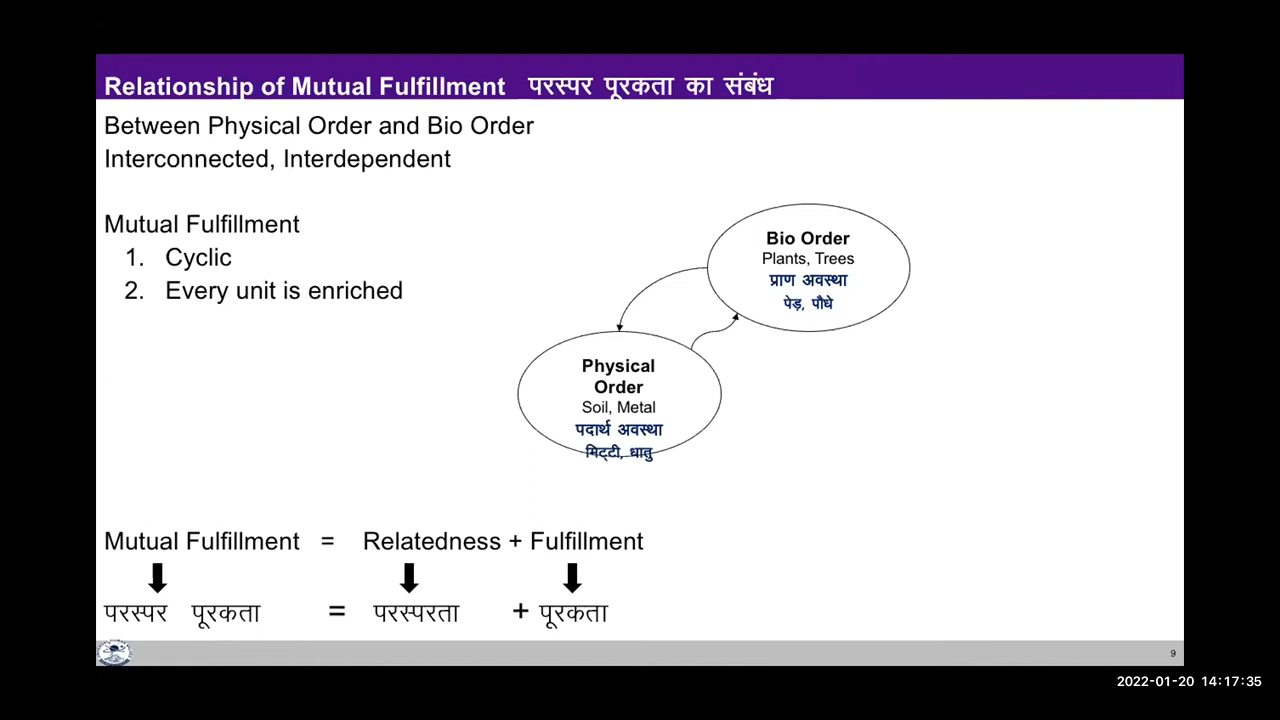 Relationship of Mutual Fulfillment परस्पर पूरकता का संबंध
Between Physical Order and Bio Order
Interconnected, Interdependent
Mutual Fulfillment
1. Cyclic
2. Every unit is enriched
Bio Order
Plants, Trees
प्राण अवस्था
पेड़, पौधे
Physical
Order
Soil, Metal
पदार्थ अवस्था
मिट्टी, धातु
Mutual Fulfillment = Relatedness + Fulfillment
परस्पर पूरकता = परस्परता + पूरकता
9
2022-01-20 14:17:35